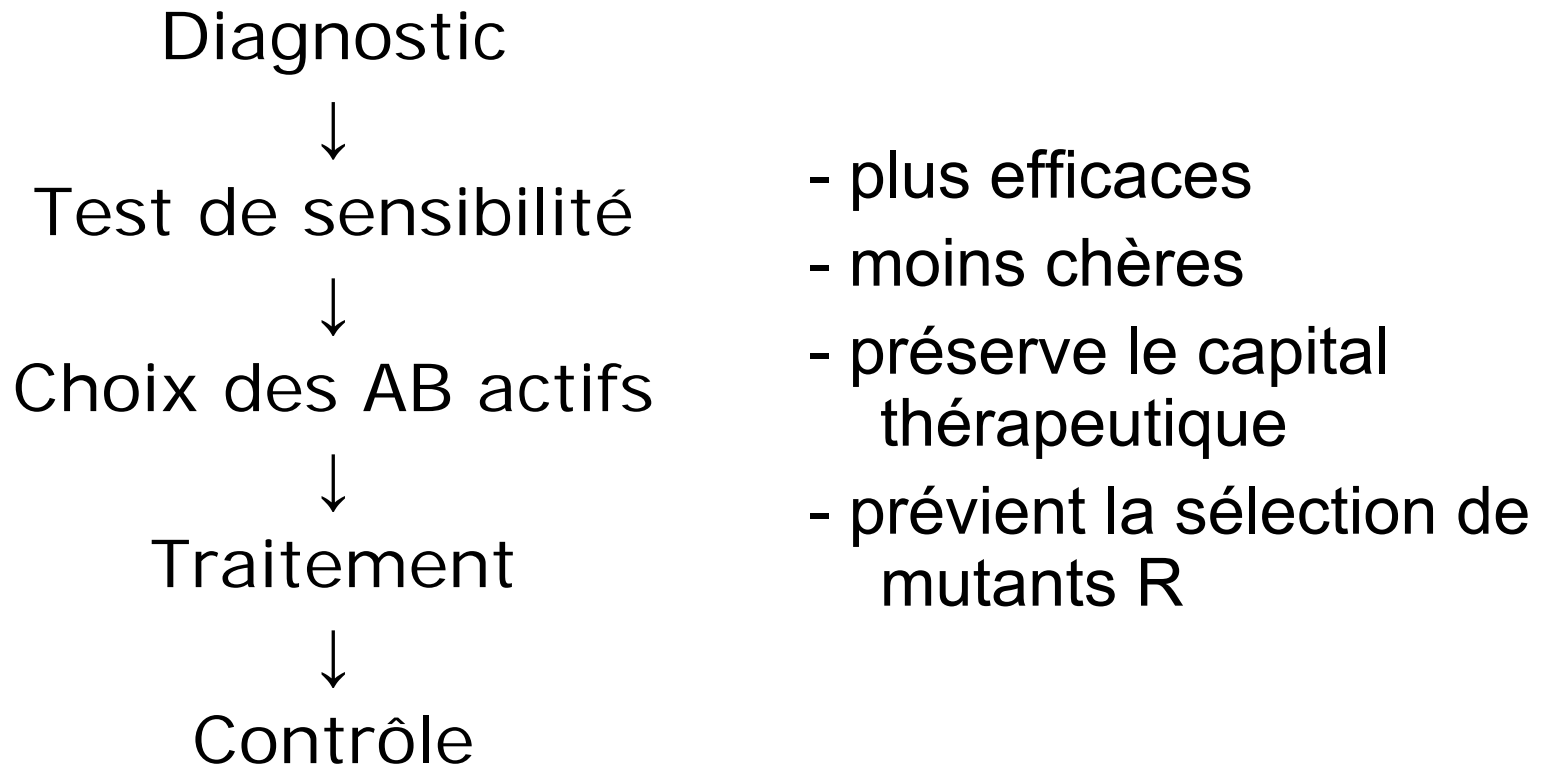 Diagnostic
↓
Test de sensibilité
↓
Choix des AB actifs
↓
Traitement
↓
Contrôle
- plus efficaces
- moins chères
- préserve le capital
thérapeutique
- prévient la sélection de
mutants R